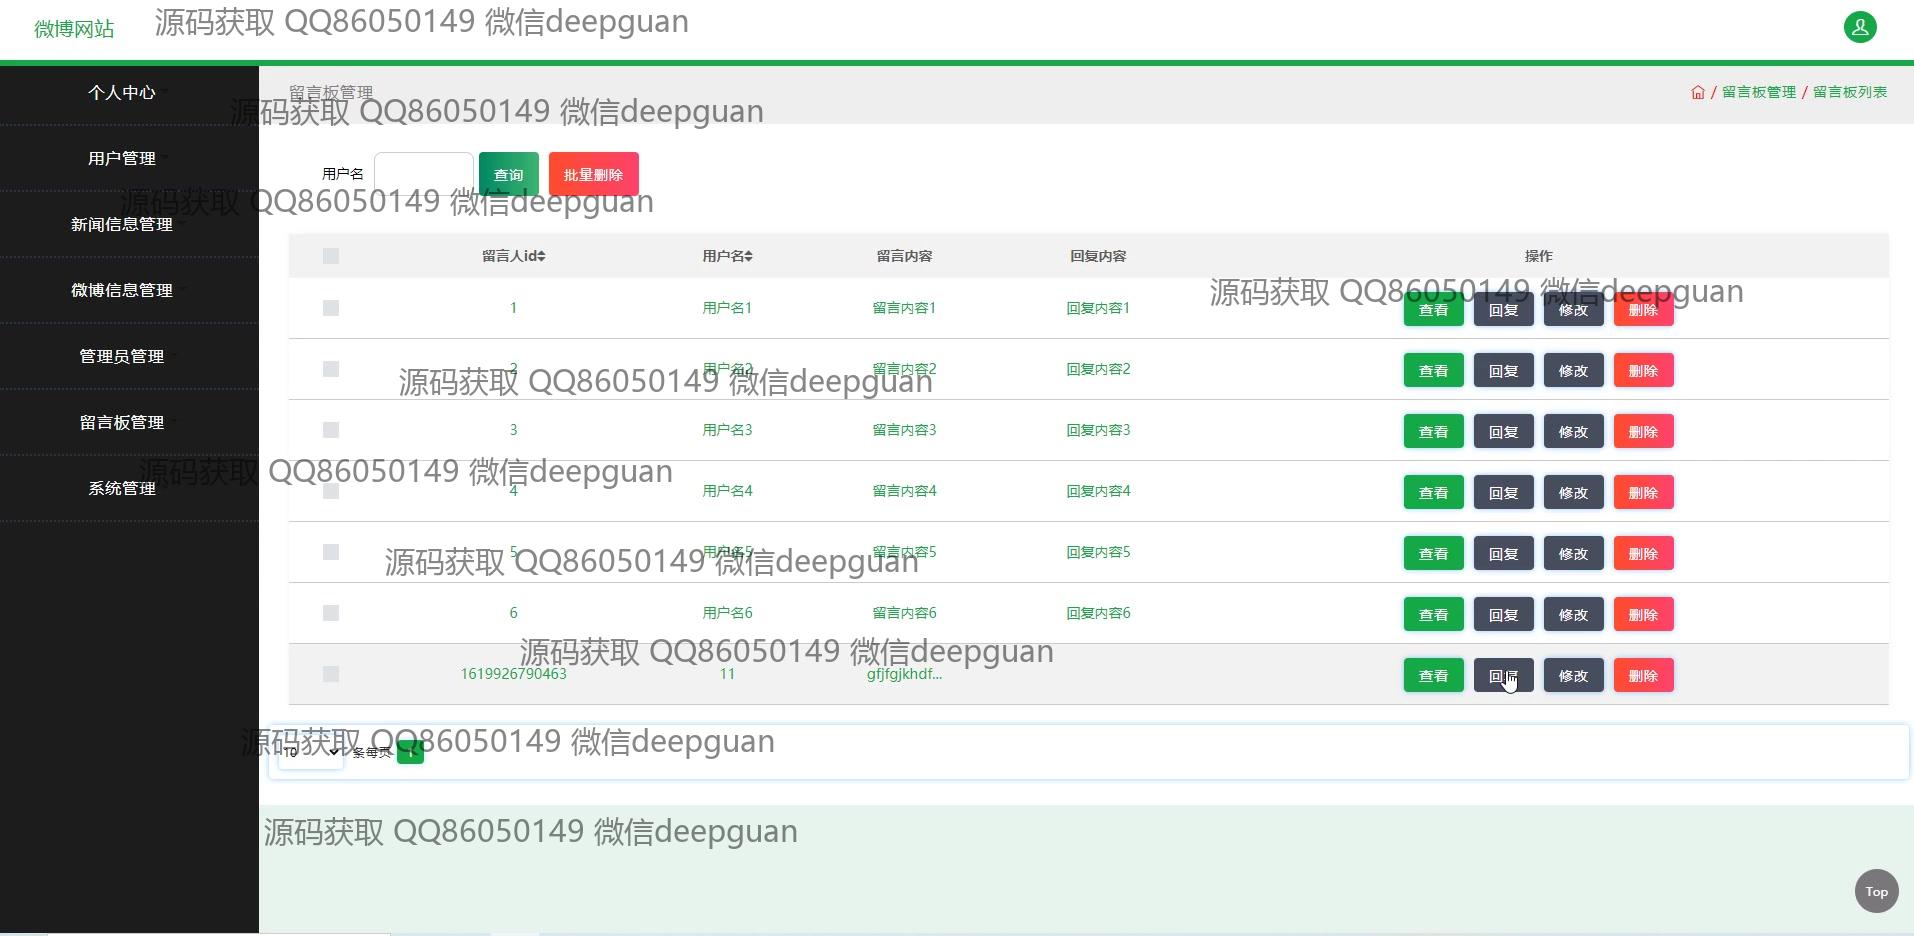 微博网站
源码获取 QQ86050149 微信deepguan
个人中心
用户管理
新闻信息管理
微博信息管理
管理员管理
留言板管理
系统管理
留言板管理
/ 留言板管理 / 留言板列表
源码获取 QQ86050149 微信deepguan
用户名 查询 批量删除
源码获取 QQ86050149 微信deepguan
留言人id 用户名 留言内容 回复内容 操作
源码获取 QQ86050149 微信deepguan
1 用户名1 留言内容1 回复内容1 查看 回复 修改 删除
2 用户名2 留言内容2 回复内容2 查看 回复 修改 删除
源码获取 QQ86050149 微信deepguan
3 用户名3 留言内容3 回复内容3 查看 回复 修改 删除
源码获取 QQ86050149 微信deepguan
4 用户名4 留言内容4 回复内容4 查看 回复 修改 删除
5 用户名5 留言内容5 回复内容5 查看 回复 修改 删除
源码获取 QQ86050149 微信deepguan
6 用户名6 留言内容6 回复内容6 查看 回复 修改 删除
源码获取 QQ86050149 微信deepguan
1619926790463 11 gfjfgjkhdf... 查看 回复 修改 删除
源码获取 QQ86050149 微信deepguan
10 条每页 1
源码获取 QQ86050149 微信deepguan
Top